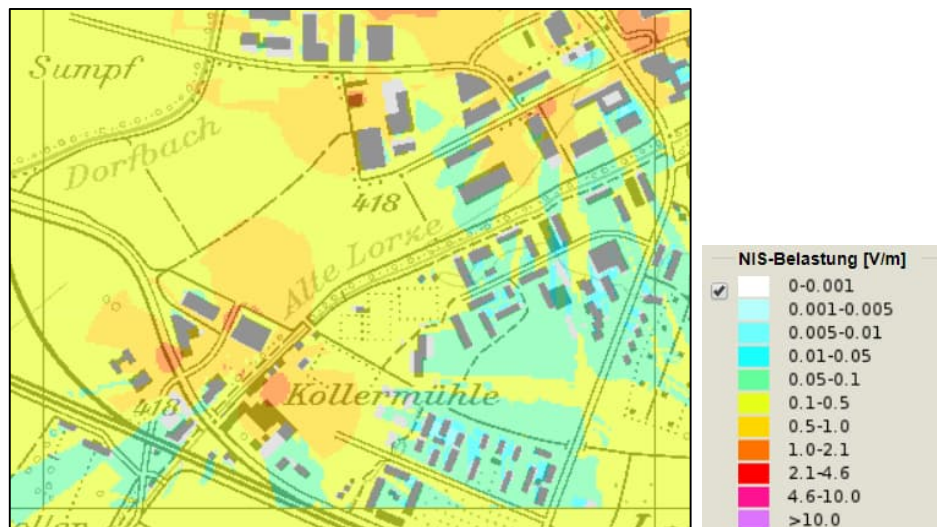 Sumpf
Dorfbach
418
Alte Lorze
Köllermühle
418
NIS-Belastung [V/m]
0-0.001
0.001-0.005
0.005-0.01
0.01-0.05
0.05-0.1
0.1-0.5
0.5-1.0
1.0-2.1
2.1-4.6
4.6-10.0
>10.0